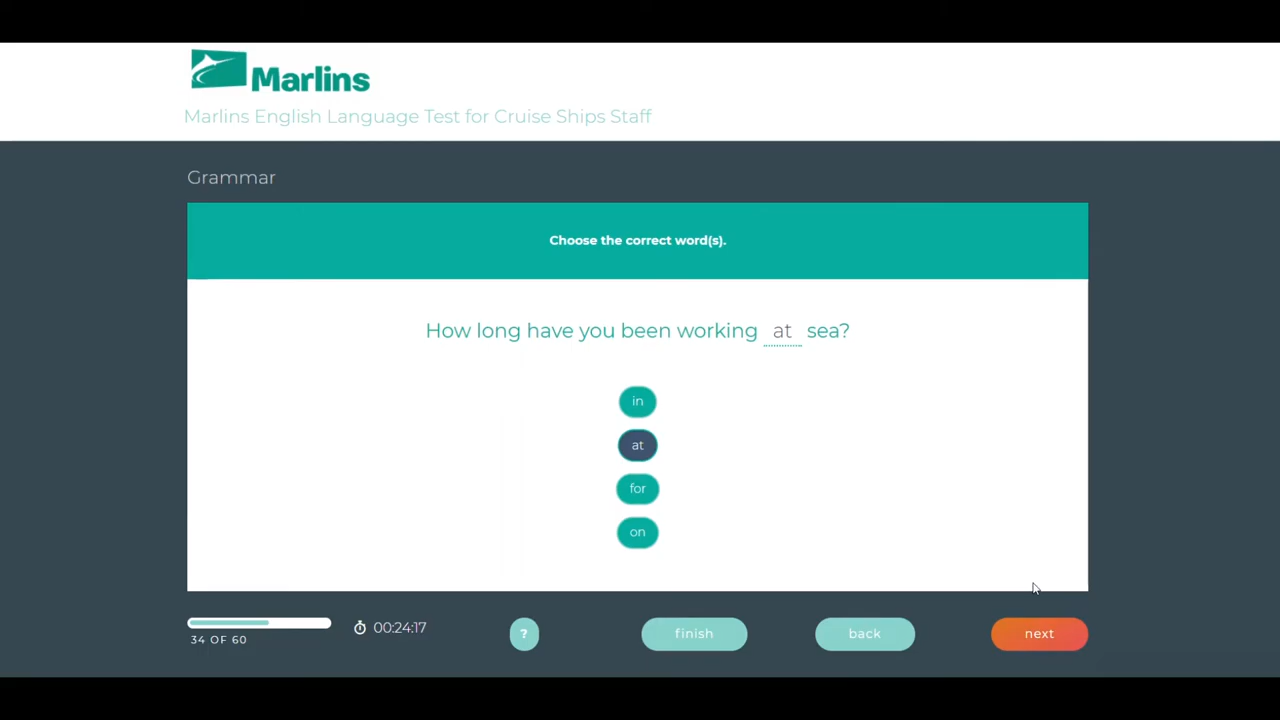 Marlins
Marlins English Language Test for Cruise Ships Staff
Grammar
Choose the correct word(s).
How long have you been working at sea?
in
at
for
on
34 OF 60
00:24:17
?
finish
back
next